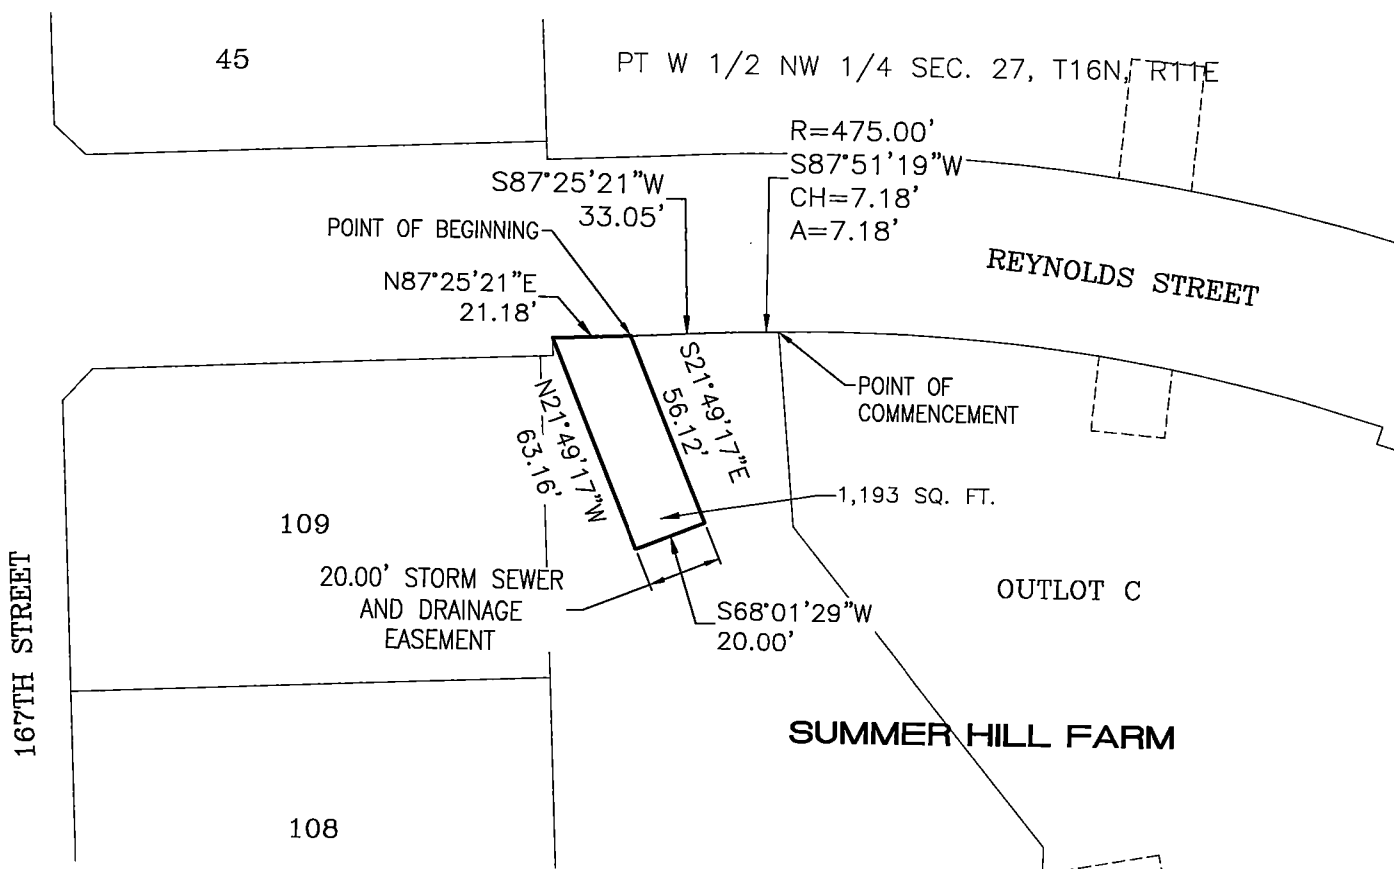 45
PT W 1/2 NW 1/4 SEC. 27, T16N, R11E
R=475.00'
S87°51'19"W
CH=7.18'
A=7.18'
S87°25'21"W
33.05'
POINT OF BEGINNING
N87°25'21"E
21.18'
REYNOLDS STREET
S21°49'17"E
56.12'
N21°49'17"W
63.16'
POINT OF
COMMENCEMENT
1,193 SQ. FT.
109
20.00' STORM SEWER
AND DRAINAGE
EASEMENT
S68°01'29"W
20.00'
OUTLOT C
167TH STREET
SUMMER HILL FARM
108